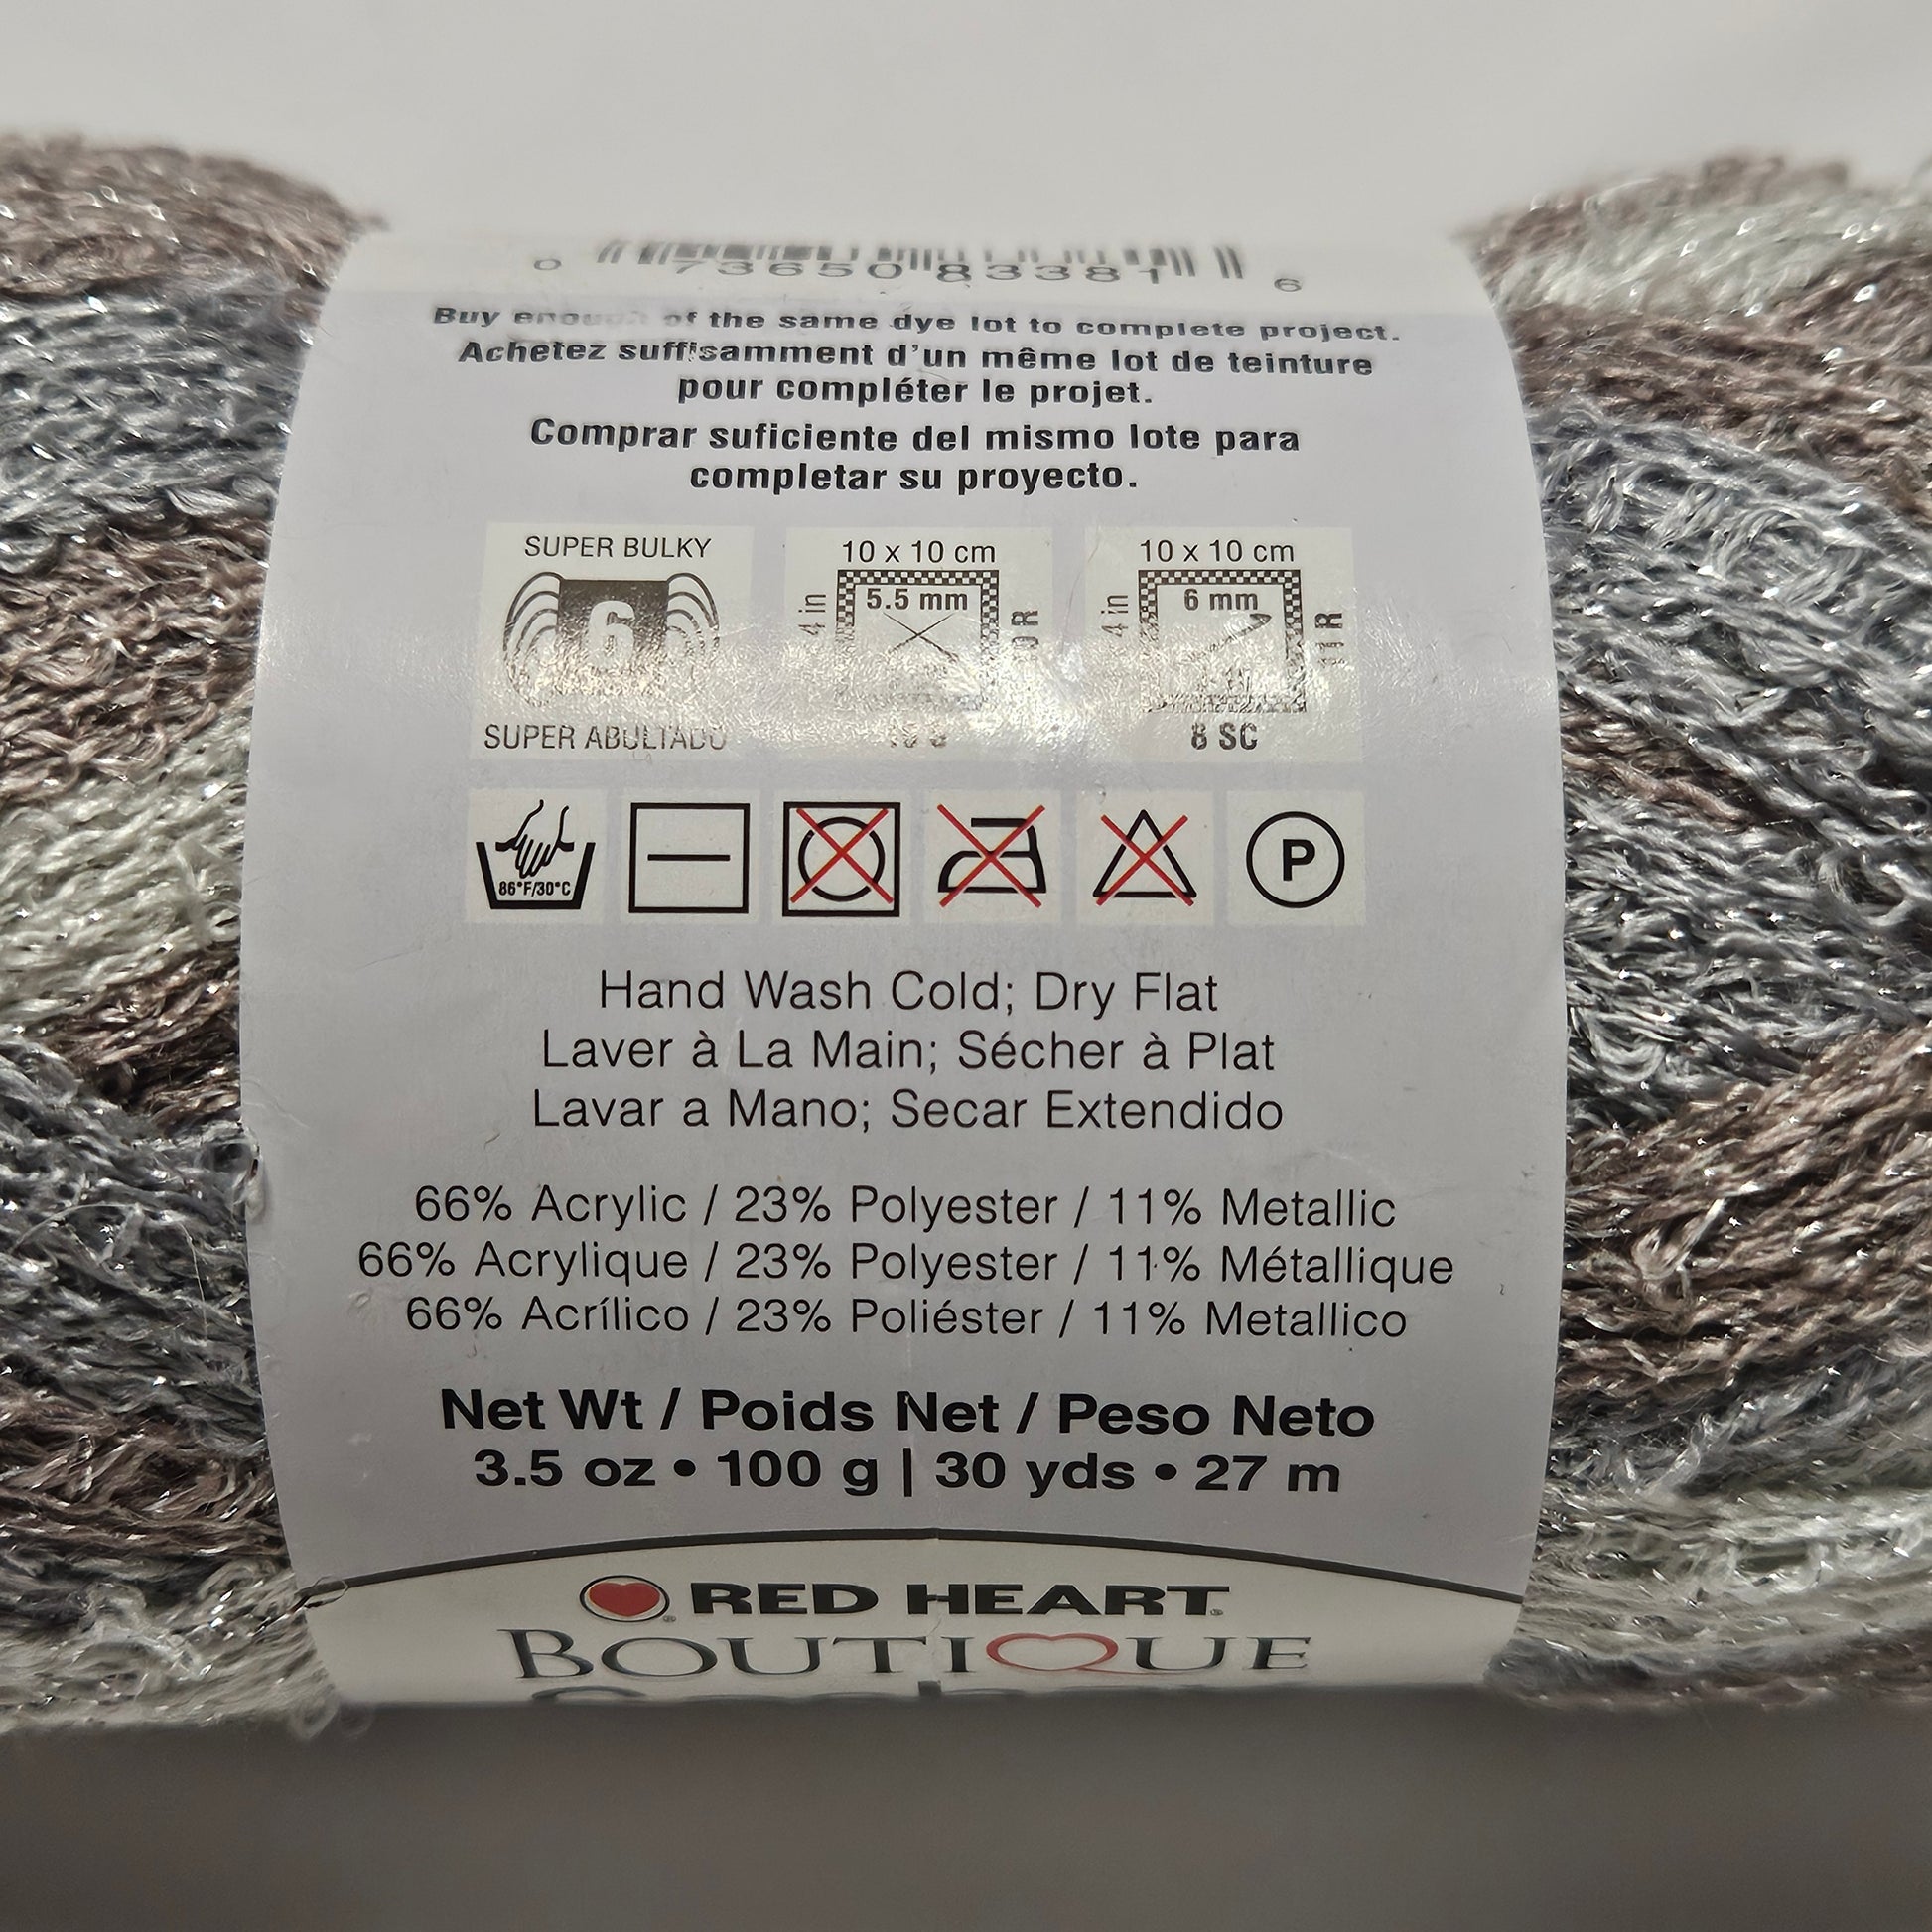 0 73650 83381 6
Buy enough of the same dye lot to complete project.
Achetez suffisamment d'un même lot de teinture
pour compléter le projet.
Comprar suficiente del mismo lote para
completar su proyecto.
SUPER BULKY
6
SUPER ABULTADO
10 x 10 cm
4 in
5.5 mm
R
S
10 x 10 cm
4 in
6 mm
11 R
8 SC
86°F/30°C
P
Hand Wash Cold; Dry Flat
Laver à La Main; Sécher à Plat
Lavar a Mano; Secar Extendido
66% Acrylic / 23% Polyester / 11% Metallic
66% Acrylique / 23% Polyester / 11% Métallique
66% Acrílico / 23% Poliéster / 11% Metallico
Net Wt / Poids Net / Peso Neto
3.5 oz • 100 g | 30 yds • 27 m
RED HEART
BOUTIQUE